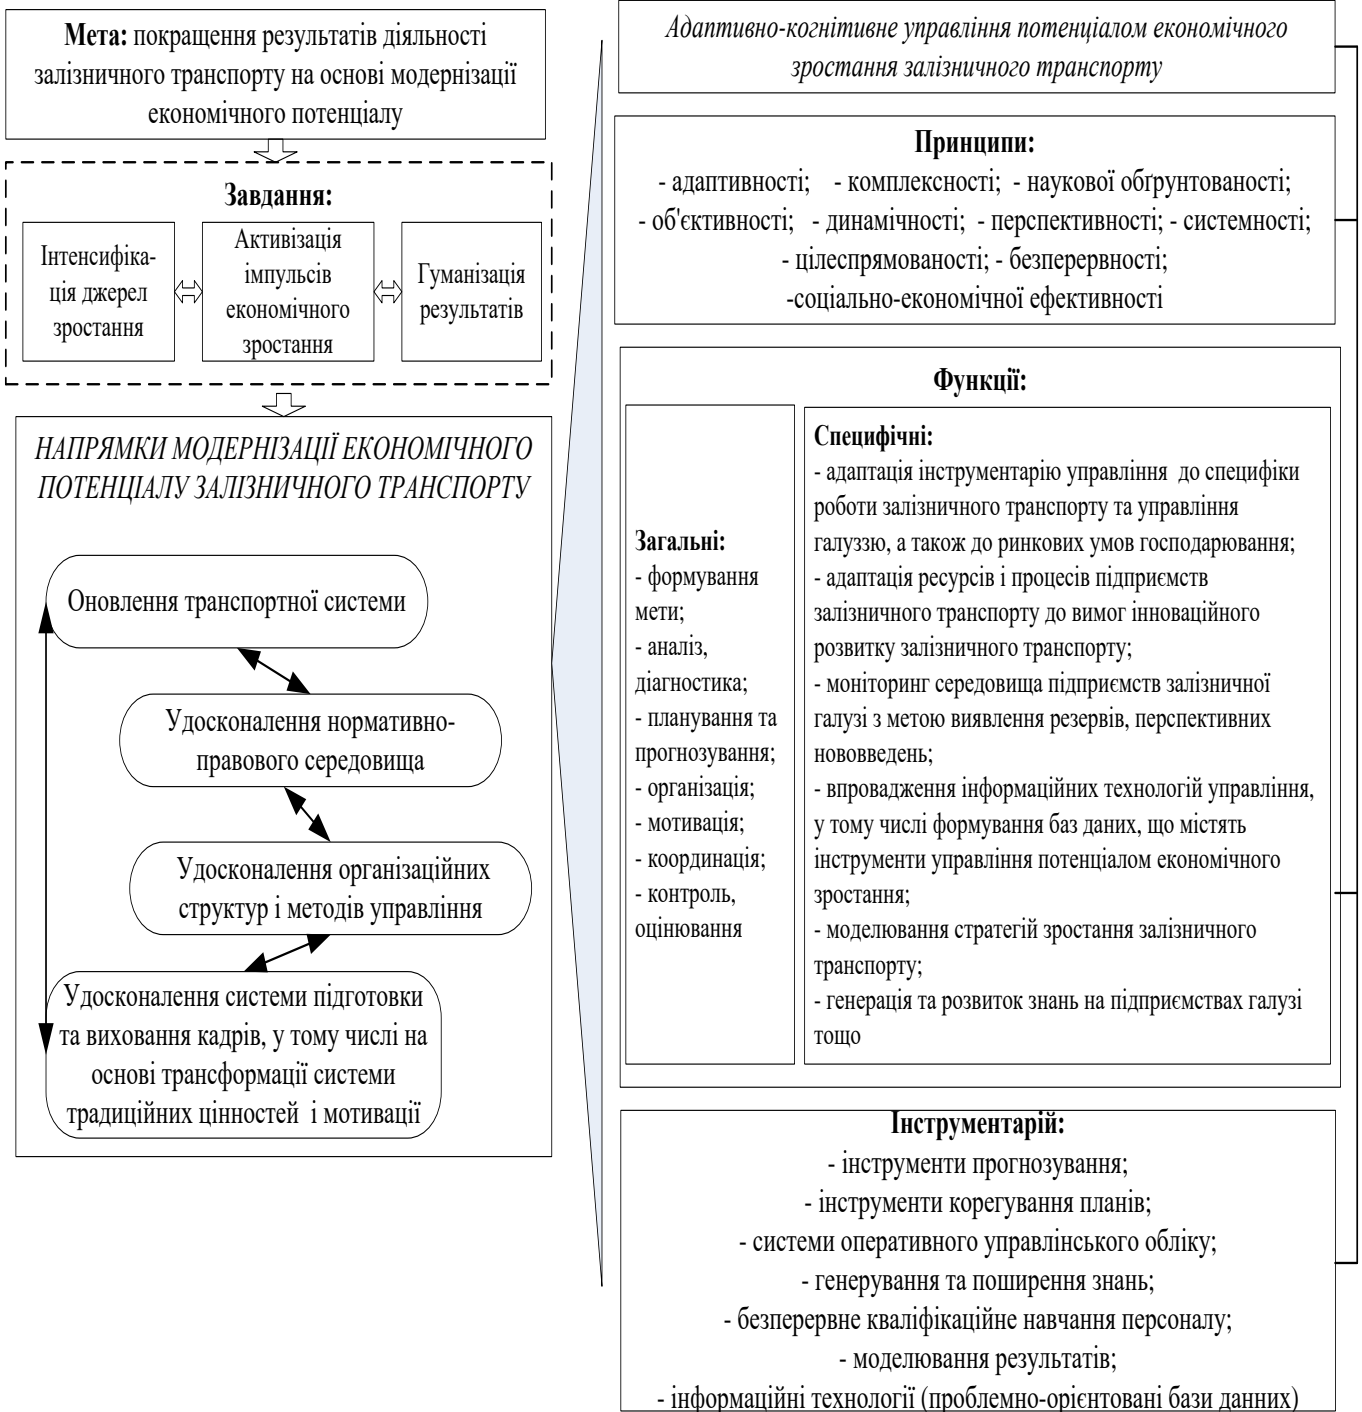 Мета: покращення результатів діяльності
залізничного транспорту на основі модернізації
економічного потенціалу
Завдання:
Інтенсифіка-
ція джерел
зростання
Активізація
імпульсів
економічного
зростання
Гуманізація
результатів
НАПРЯМКИ МОДЕРНІЗАЦІЇ ЕКОНОМІЧНОГО
ПОТЕНЦІАЛУ ЗАЛІЗНИЧНОГО ТРАНСПОРТУ
Оновлення транспортної системи
Удосконалення нормативно-
правового середовища
Удосконалення організаційних
структур і методів управління
Удосконалення системи підготовки
та виховання кадрів, у тому числі на
основі трансформації системи
традиційних цінностей і мотивації
Адаптивно-когнітивне управління потенціалом економічного
зростання залізничного транспорту
Принципи:
- адаптивності; - комплексності; - наукової обґрунтованості;
- об'єктивності; - динамічності; - перспективності; - системності;
- цілеспрямованості; - безперервності;
-соціально-економічної ефективності
Функції:
Загальні:
- формування
мети;
- аналіз,
діагностика;
- планування та
прогнозування;
- організація;
- мотивація;
- координація;
- контроль,
оцінювання
Специфічні:
- адаптація інструментарію управління до специфіки
роботи залізничного транспорту та управління
галуззю, а також до ринкових умов господарювання;
- адаптація ресурсів і процесів підприємств
залізничного транспорту до вимог інноваційного
розвитку залізничного транспорту;
- моніторинг середовища підприємств залізничної
галузі з метою виявлення резервів, перспективних
нововведень;
- впровадження інформаційних технологій управління,
у тому числі формування баз даних, що містять
інструменти управління потенціалом економічного
зростання;
- моделювання стратегій зростання залізничного
транспорту;
- генерація та розвиток знань на підприємствах галузі
тощо
Інструментарій:
- інструменти прогнозування;
- інструменти корегування планів;
- системи оперативного управлінського обліку;
- генерування та поширення знань;
- безперервне кваліфікаційне навчання персоналу;
- моделювання результатів;
- інформаційні технології (проблемно-орієнтовані бази данних)